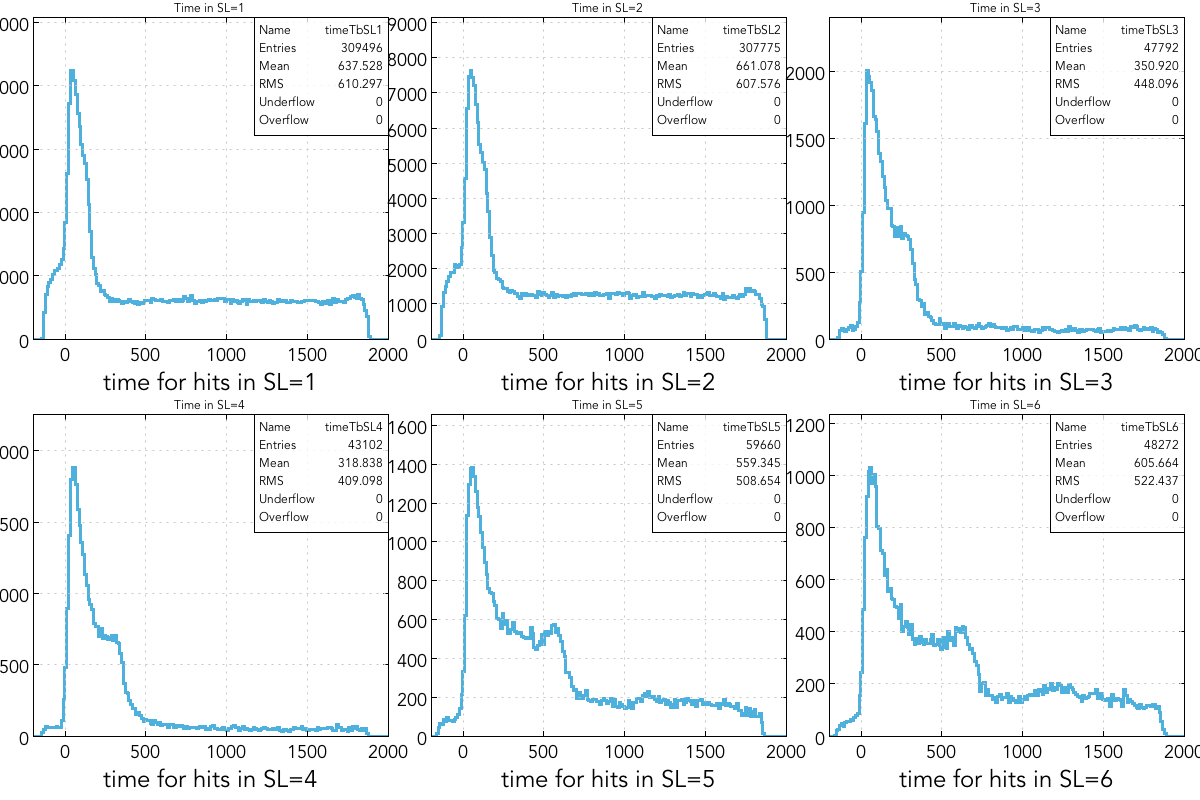 Time in SL=1
Name timeTbSL1
Entries 309496
Mean 637.528
RMS 610.297
Underflow 0
Overflow 0
0
0 500 1000 1500 2000
time for hits in SL=1
Time in SL=2
Name timeTbSL2
Entries 307775
Mean 661.078
RMS 607.576
Underflow 0
Overflow 0
9000
8000
7000
6000
5000
4000
3000
2000
1000
0
0 500 1000 1500 2000
time for hits in SL=2
Time in SL=3
Name timeTbSL3
Entries 47792
Mean 350.920
RMS 448.096
Underflow 0
Overflow 0
2000
1500
1000
500
0
0 500 1000 1500 2000
time for hits in SL=3
Time in SL=4
Name timeTbSL4
Entries 43102
Mean 318.838
RMS 409.098
Underflow 0
Overflow 0
500
0
0 500 1000 1500 2000
time for hits in SL=4
Time in SL=5
Name timeTbSL5
Entries 59660
Mean 559.345
RMS 508.654
Underflow 0
Overflow 0
1600
1400
1200
1000
800
600
400
200
0
0 500 1000 1500 2000
time for hits in SL=5
Time in SL=6
Name timeTbSL6
Entries 48272
Mean 605.664
RMS 522.437
Underflow 0
Overflow 0
1200
1000
800
600
400
200
0
0 500 1000 1500 2000
time for hits in SL=6